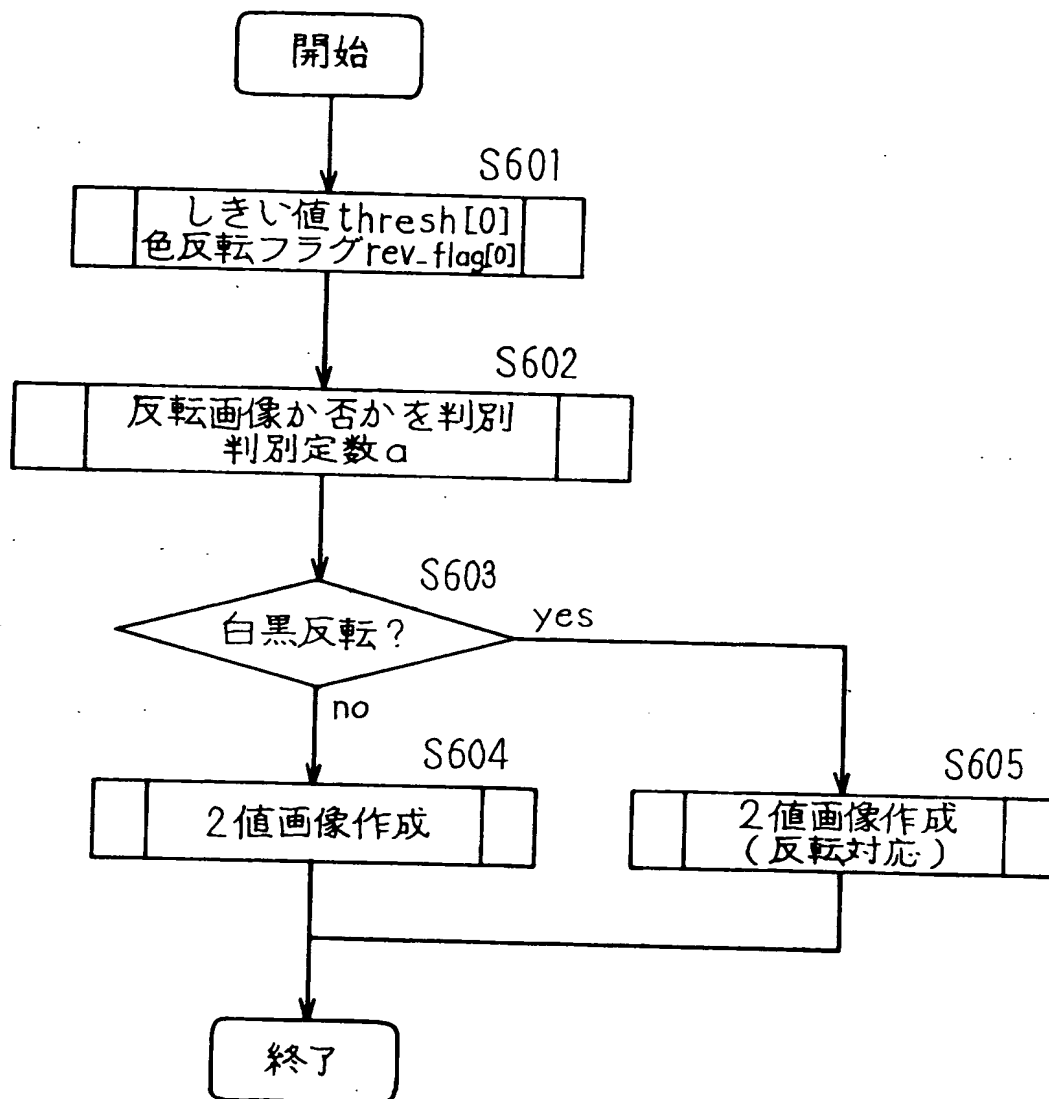 開始
S601
しきい値thresh[0]
色反転フラグrev_flag[0]
S602
反転画像か否かを判別
判別定数a
S603
白黒反転?
yes
no
S604
2値画像作成
S605
2値画像作成
(反転対応)
終了